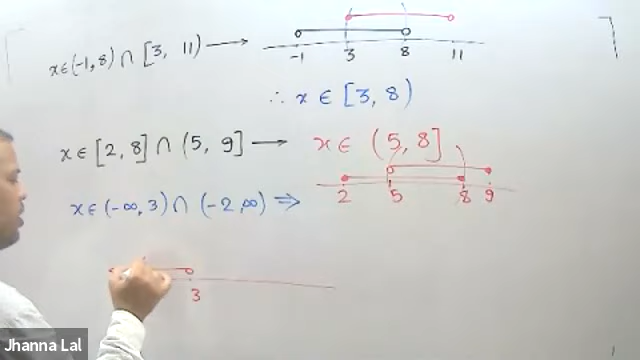 x∈(-1,8) ∩ [3, 11) →
-1 3 8 11
∴ x ∈ [3, 8)
x∈[2, 8] ∩ (5, 9] → x∈ (5, 8]
2 5 8 9
x∈(-∞, 3) ∩ (-2, ∞) ⇒
3
Jhanna Lal